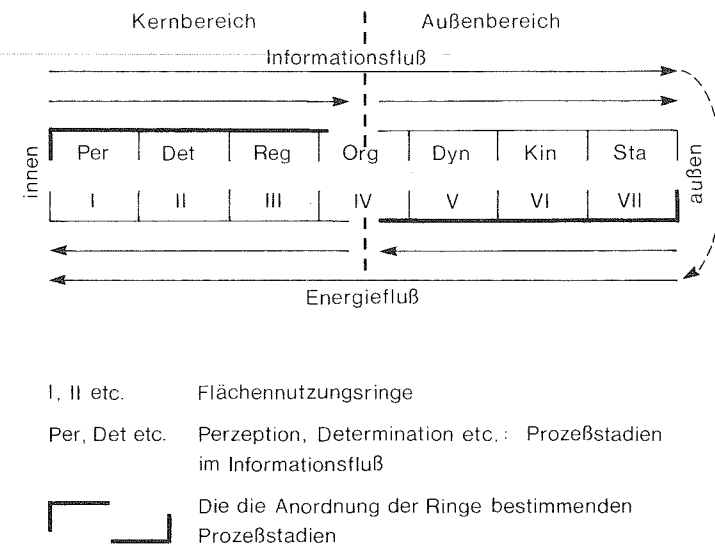 Kernbereich Außenbereich
Informationsfluß
innen
Per Det Reg Org Dyn Kin Sta
I II III IV V VI VII
außen
Energiefluß
I, II etc. Flächennutzungsringe
Per, Det etc. Perzeption, Determination etc.: Prozeßstadien
im Informationsfluß
Die die Anordnung der Ringe bestimmenden
Prozeßstadien